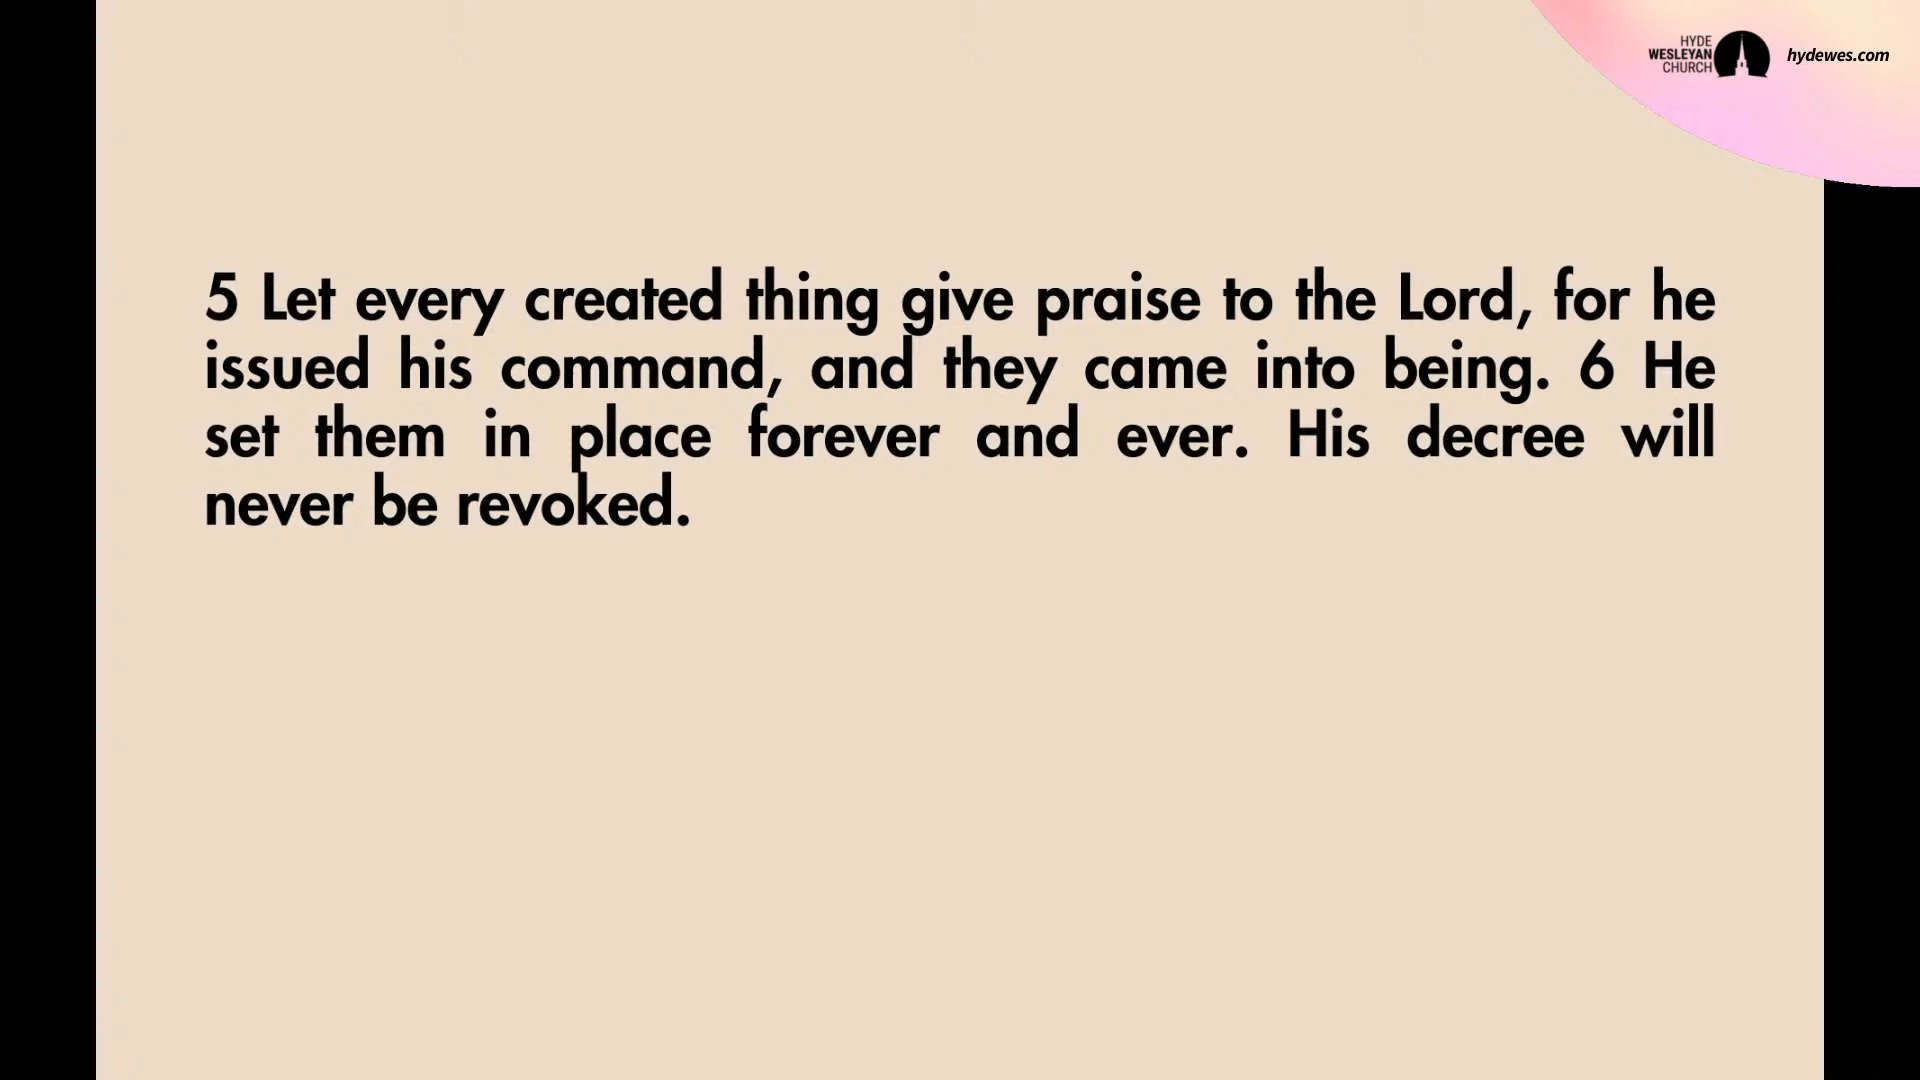 HYDE
WESLEYAN
CHURCH
hydewes.com
5 Let every created thing give praise to the Lord, for he
issued his command, and they came into being. 6 He
set them in place forever and ever. His decree will
never be revoked.